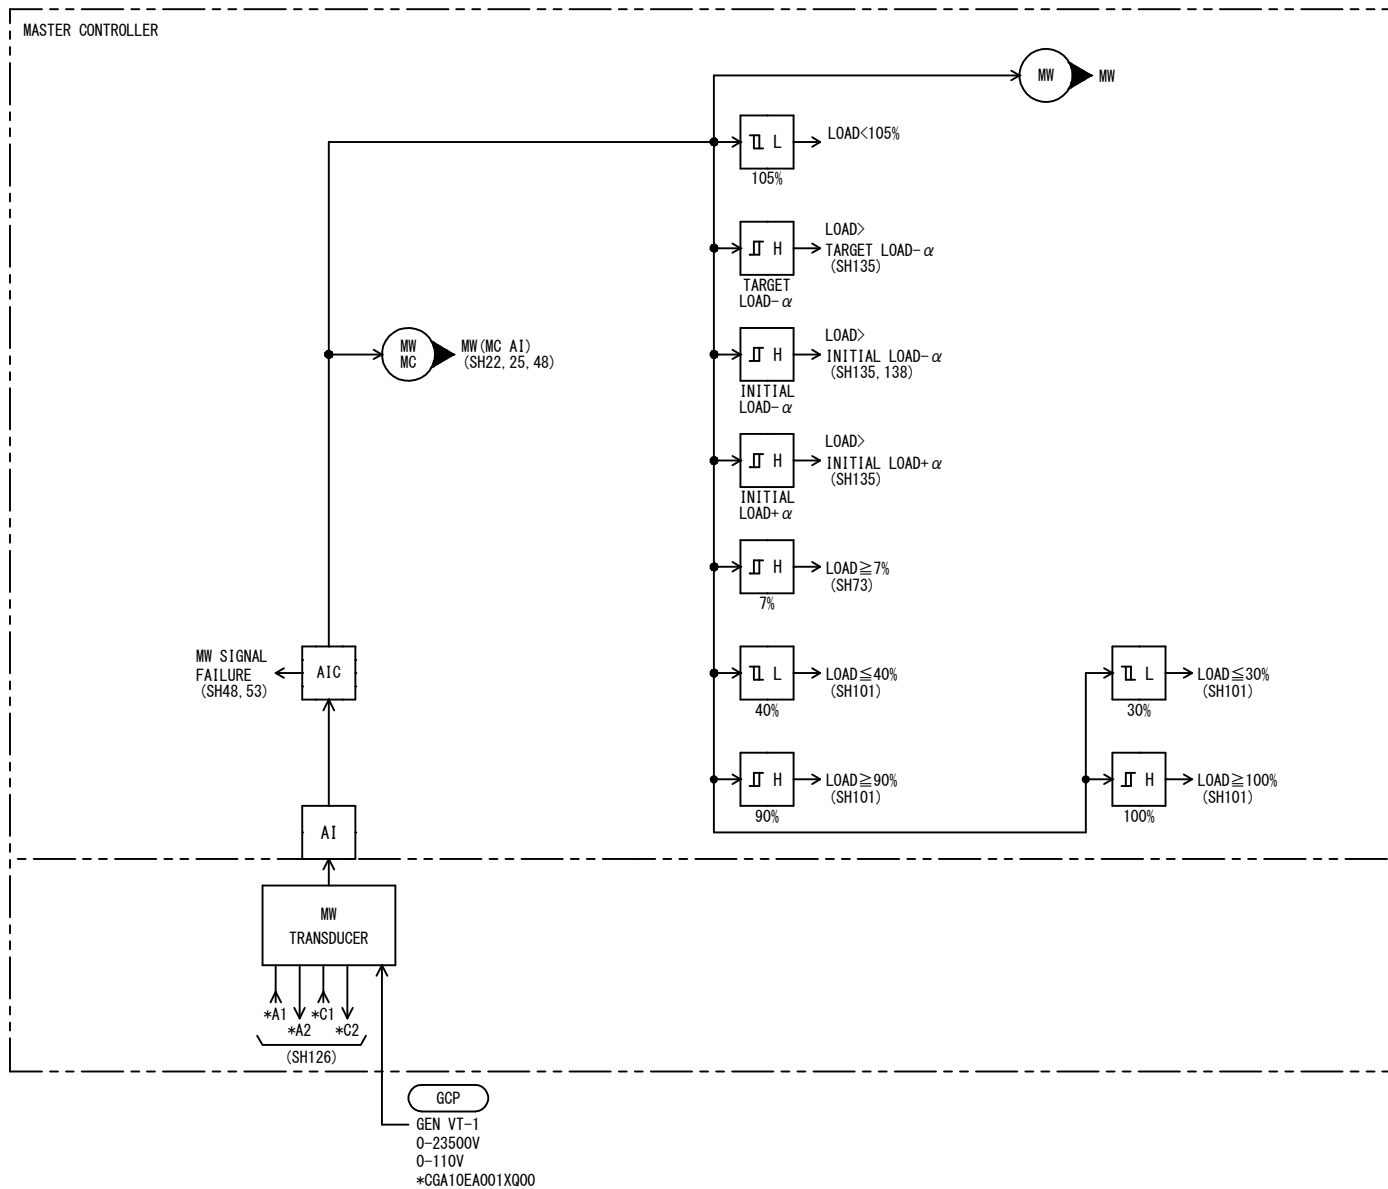 MASTER CONTROLLER
MW
MW
L
LOAD<105%
105%
H
LOAD>
TARGET LOAD-α
(SH135)
TARGET
LOAD-α
MW
MC
MW(MC AI)
(SH22, 25, 48)
H
LOAD>
INITIAL LOAD-α
(SH135, 138)
INITIAL
LOAD-α
H
LOAD>
INITIAL LOAD+α
(SH135)
INITIAL
LOAD+α
H
LOAD≧7%
(SH73)
7%
MW SIGNAL
FAILURE
(SH48, 53)
AIC
L
LOAD≦40%
(SH101)
40%
L
LOAD≦30%
(SH101)
30%
H
LOAD≧90%
(SH101)
90%
H
LOAD≧100%
(SH101)
100%
AI
MW
TRANSDUCER
*A1
*A2
*C1
*C2
(SH126)
GCP
GEN VT-1
0-23500V
0-110V
*CGA10EA001XQ00